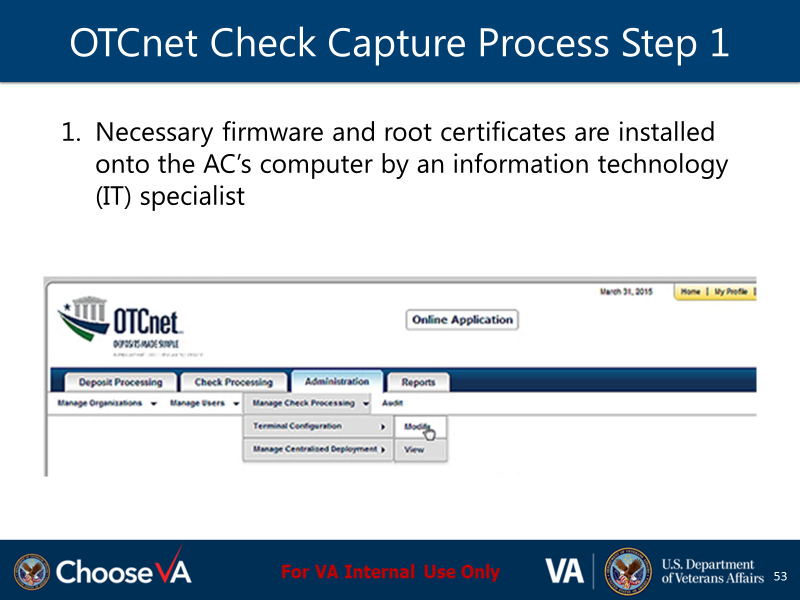 OTCnet Check Capture Process Step 1
1. Necessary firmware and root certificates are installed
onto the AC's computer by an information technology
(IT) specialist
March 31, 2015 Home | My Profile |
OTCnet
DEPOSITS MADE SIMPLE
Online Application
Deposit Processing Check Processing Administration Reports
Manage Organizations Manage Users Manage Check Processing Audit
Terminal Configuration Modify
Manage Centralized Deployment View
Choose VA
For VA Internal Use Only
VA
U.S. Department
of Veterans Affairs
53